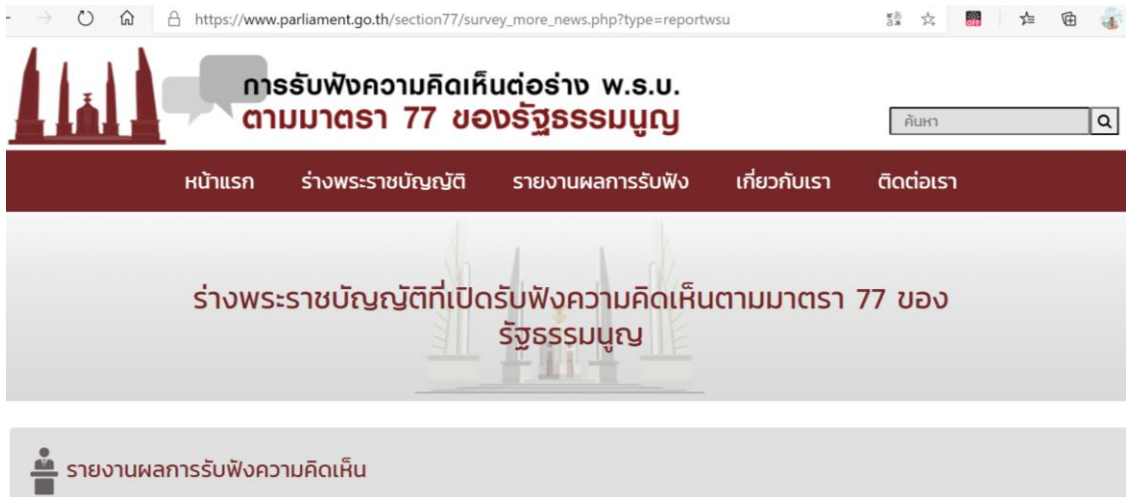 https://www.parliament.go.th/section77/survey_more_news.php?type=reportwsu
การรับฟังความคิดเห็นต่อร่าง พ.ร.บ.
ตามมาตรา 77 ของรัฐธรรมนูญ
ค้นหา
หน้าแรก ร่างพระราชบัญญัติ รายงานผลการรับฟัง เกี่ยวกับเรา ติดต่อเรา
ร่างพระราชบัญญัติที่เปิดรับฟังความคิดเห็นตามมาตรา 77 ของ
รัฐธรรมนูญ
รายงานผลการรับฟังความคิดเห็น